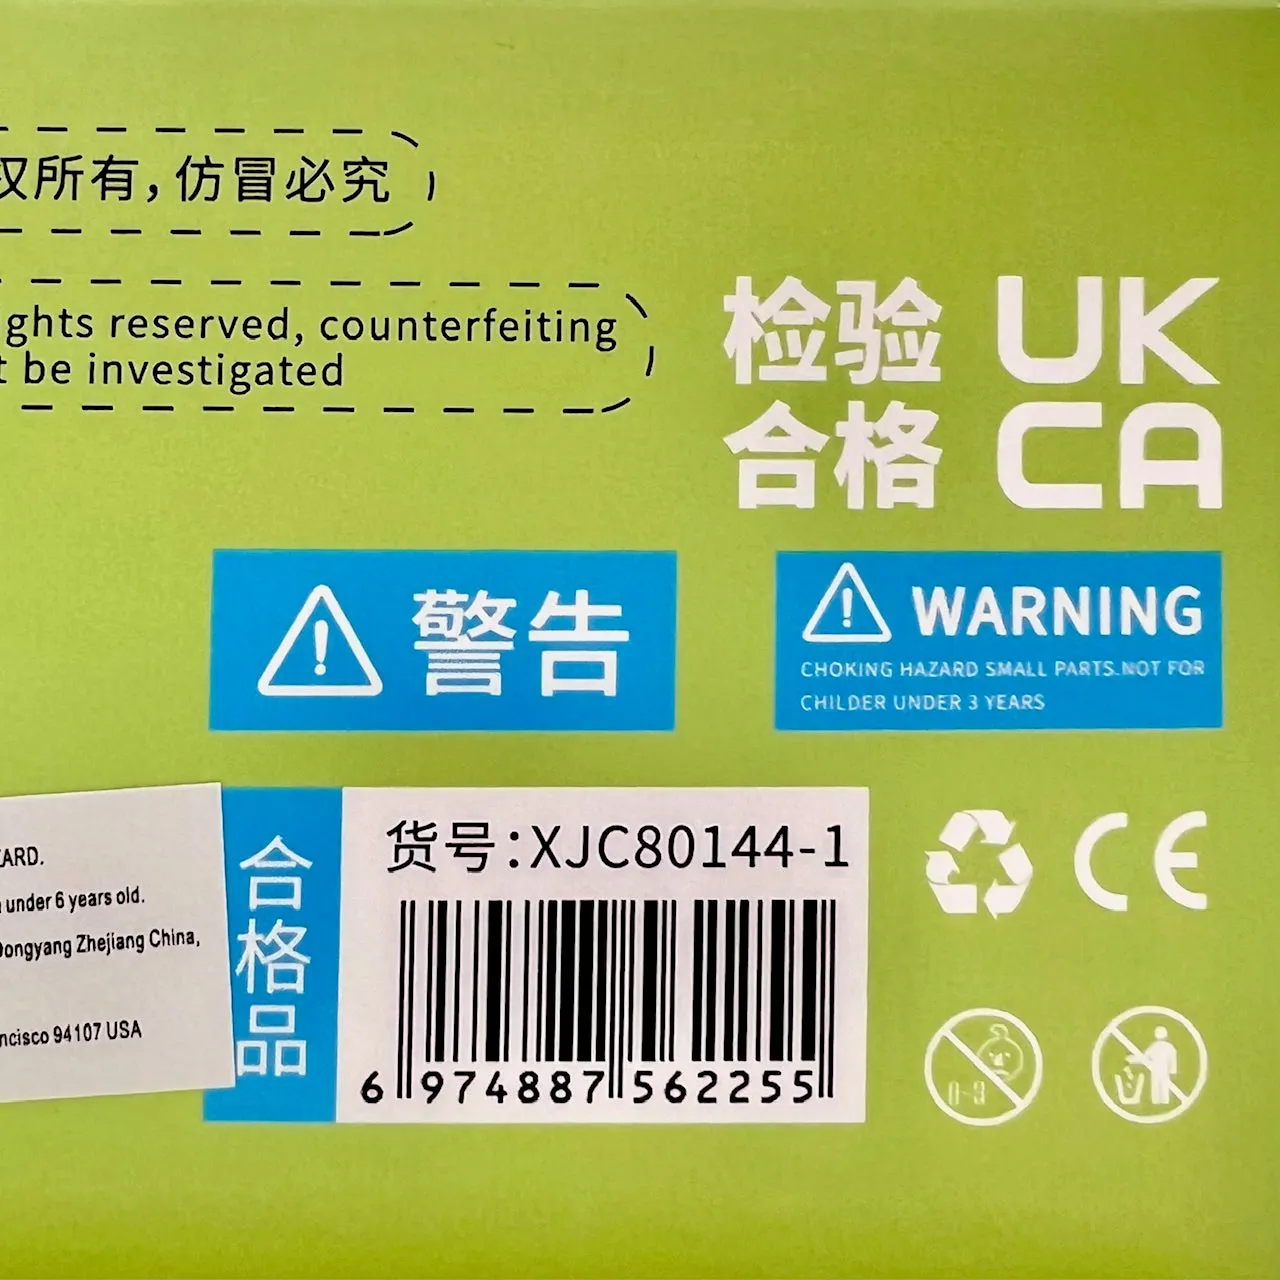 权所有，仿冒必究
ghts reserved, counterfeiting
t be investigated
检验
合格
UK
CA
警告
WARNING
CHOKING HAZARD SMALL PARTS.NOT FOR
CHILDER UNDER 3 YEARS
ARD.
under 6 years old.
Dongyang Zhejiang China,
ncisco 94107 USA
合格品
货号：XJC80144-1
6 974887 562255
CE
0-3